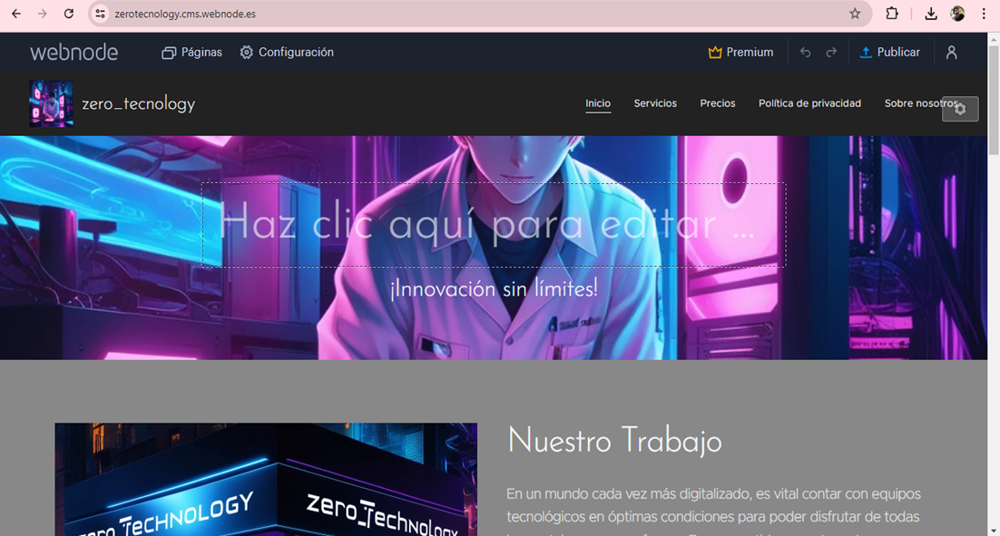 zerotecnology.cms.webnode.es
webnode Páginas Configuración Premium Publicar
zero_tecnology Inicio Servicios Precios Política de privacidad Sobre nosotros
Haz clic aquí para editar ...
¡Innovación sin límites!
Nuestro Trabajo
En un mundo cada vez más digitalizado, es vital contar con equipos
tecnológicos en óptimas condiciones para poder disfrutar de todas
zero_Technology zero_Technology